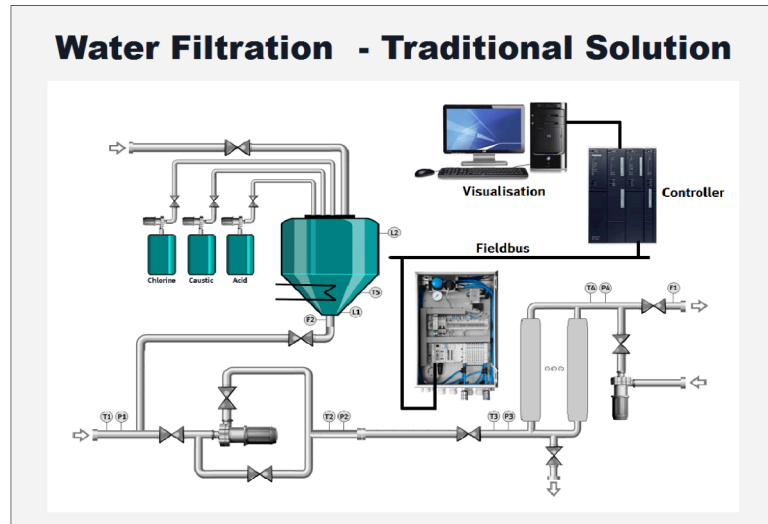 Water Filtration - Traditional Solution
Visualisation
Controller
Fieldbus
Chlorine Caustic Acid
L2
T5
L1
F2
T1 P1
T2 P2
T3 P3
T4 P4
F1